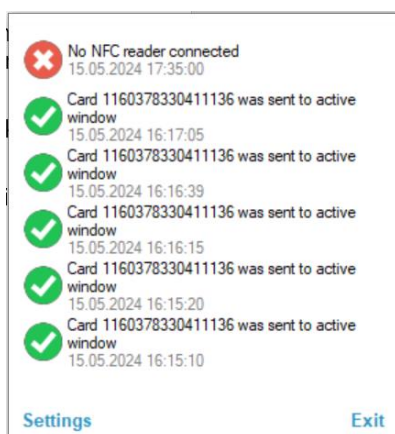 No NFC reader connected
15.05.2024 17:35:00
Card 1160378330411136 was sent to active
window
15.05.2024 16:17:05
Card 1160378330411136 was sent to active
window
15.05.2024 16:16:39
Card 1160378330411136 was sent to active
window
15.05.2024 16:16:15
Card 1160378330411136 was sent to active
window
15.05.2024 16:15:20
Card 1160378330411136 was sent to active
window
15.05.2024 16:15:10
Settings Exit